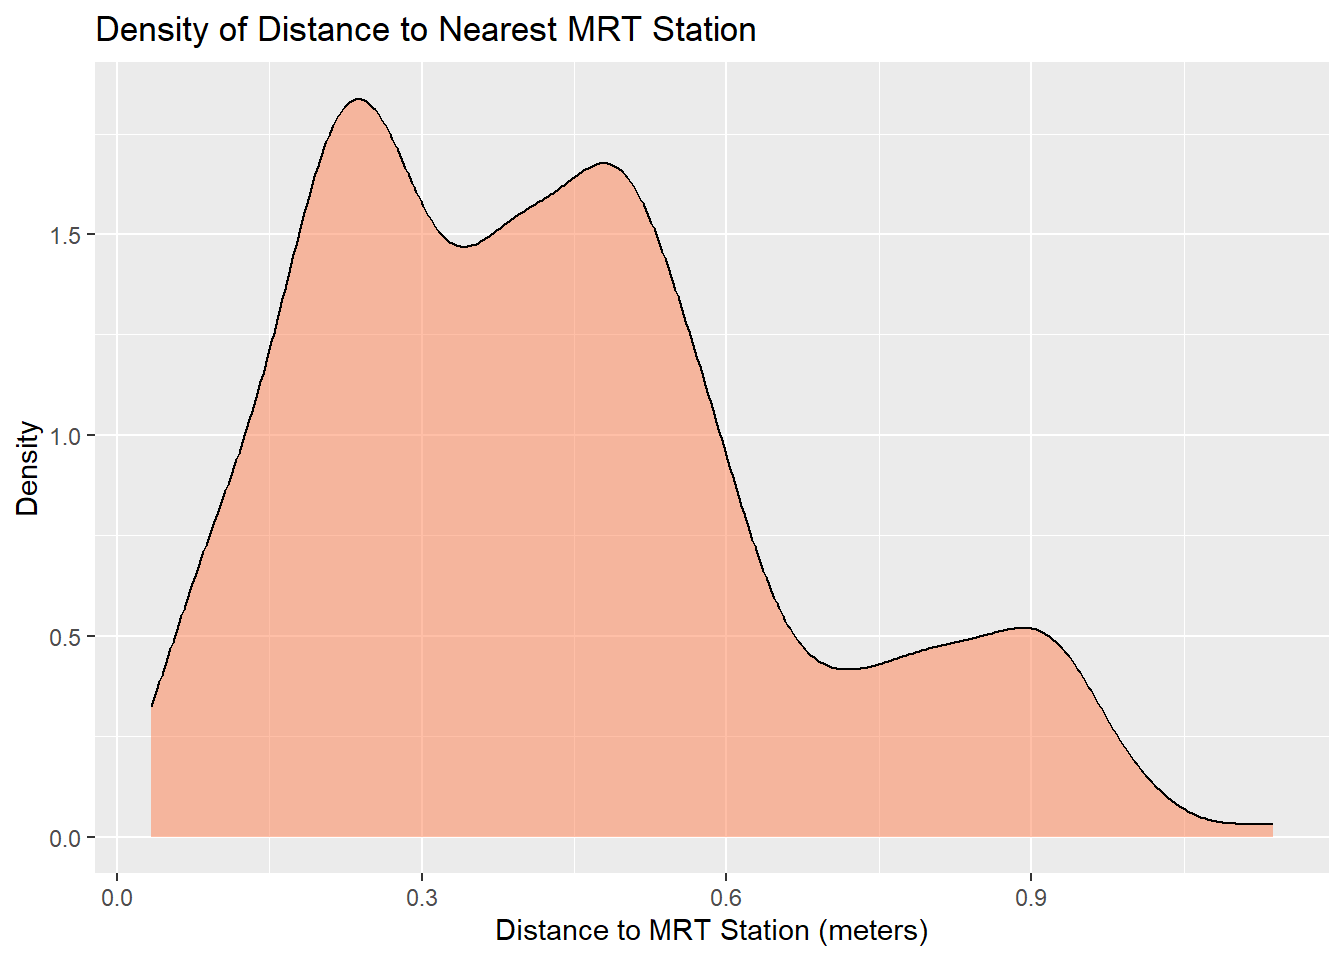 Density of Distance to Nearest MRT Station
Density
1.5
1.0
0.5
0.0
0.0 0.3 0.6 0.9
Distance to MRT Station (meters)